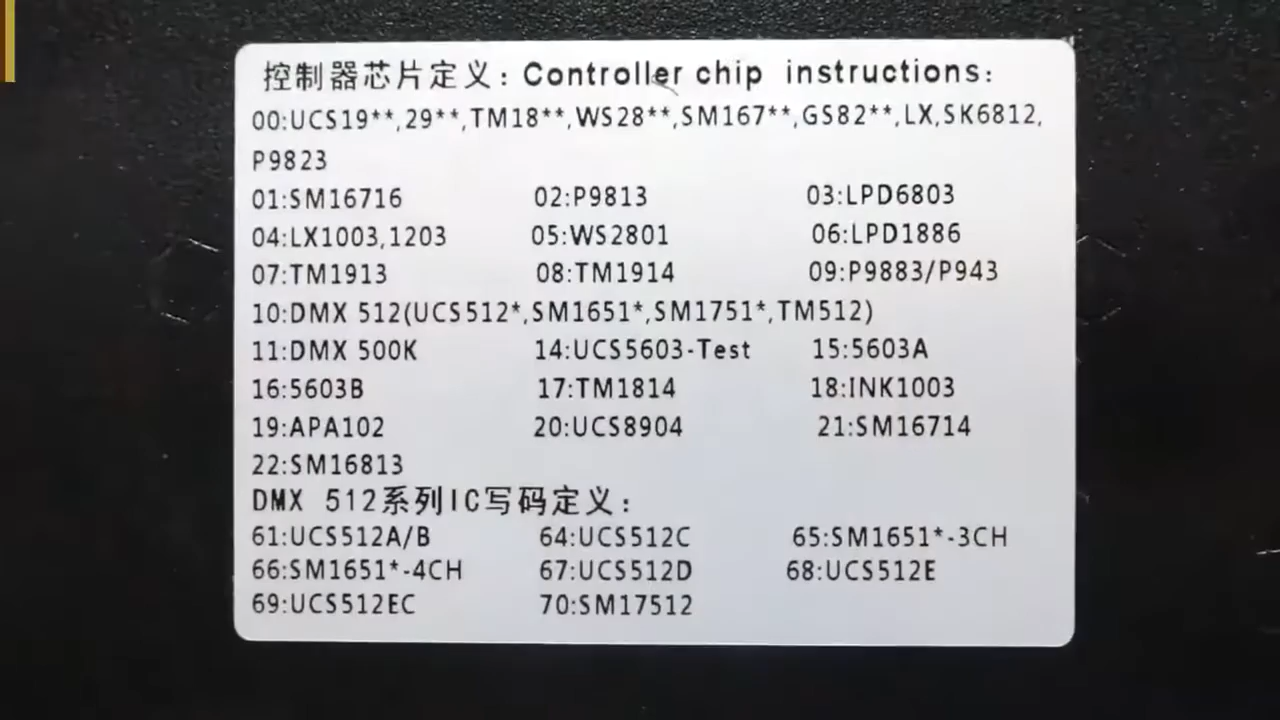 控制器芯片定义：Controller chip instructions:
00:UCS19**,29**,TM18**,WS28**,SM167**,GS82**,LX,SK6812,
P9823
01:SM16716 02:P9813 03:LPD6803
04:LX1003,1203 05:WS2801 06:LPD1886
07:TM1913 08:TM1914 09:P9883/P943
10:DMX 512(UCS512*,SM1651*,SM1751*,TM512)
11:DMX 500K 14:UCS5603-Test 15:5603A
16:5603B 17:TM1814 18:INK1003
19:APA102 20:UCS8904 21:SM16714
22:SM16813
DMX 512系列IC写码定义：
61:UCS512A/B 64:UCS512C 65:SM1651*-3CH
66:SM1651*-4CH 67:UCS512D 68:UCS512E
69:UCS512EC 70:SM17512